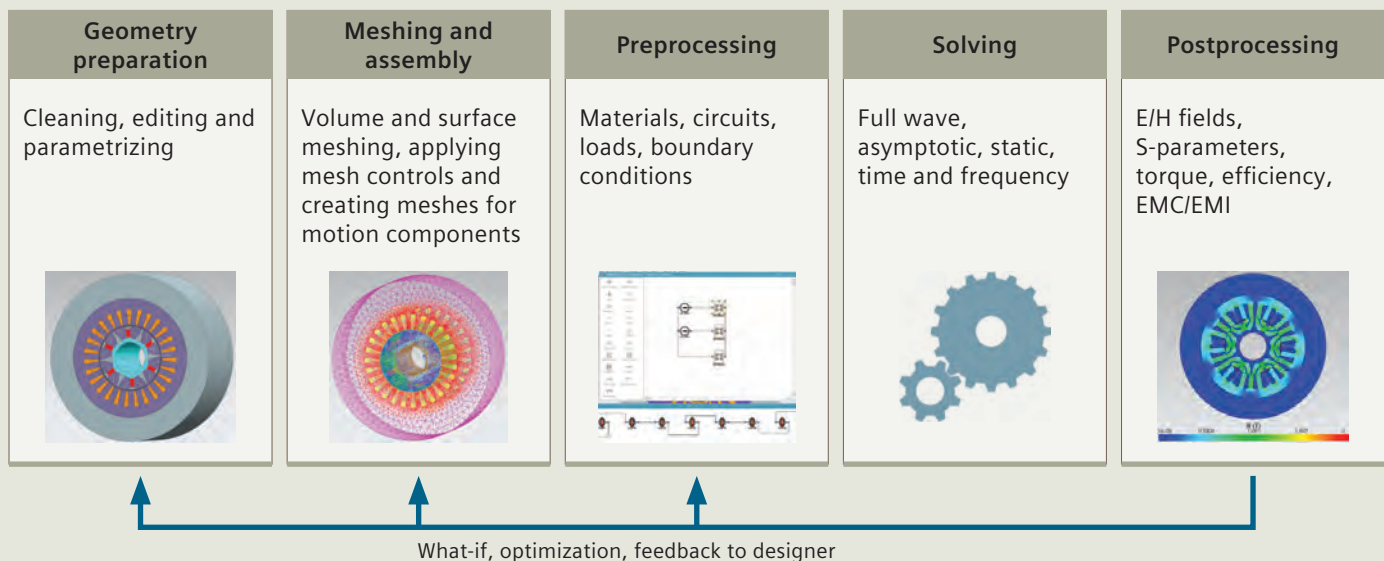 Geometry
preparation
Cleaning, editing and
parametrizing
Meshing and
assembly
Volume and surface
meshing, applying
mesh controls and
creating meshes for
motion components
Preprocessing
Materials, circuits,
loads, boundary
conditions
Solving
Full wave,
asymptotic, static,
time and frequency
Postprocessing
E/H fields,
S-parameters,
torque, efficiency,
EMC/EMI
What-if, optimization, feedback to designer